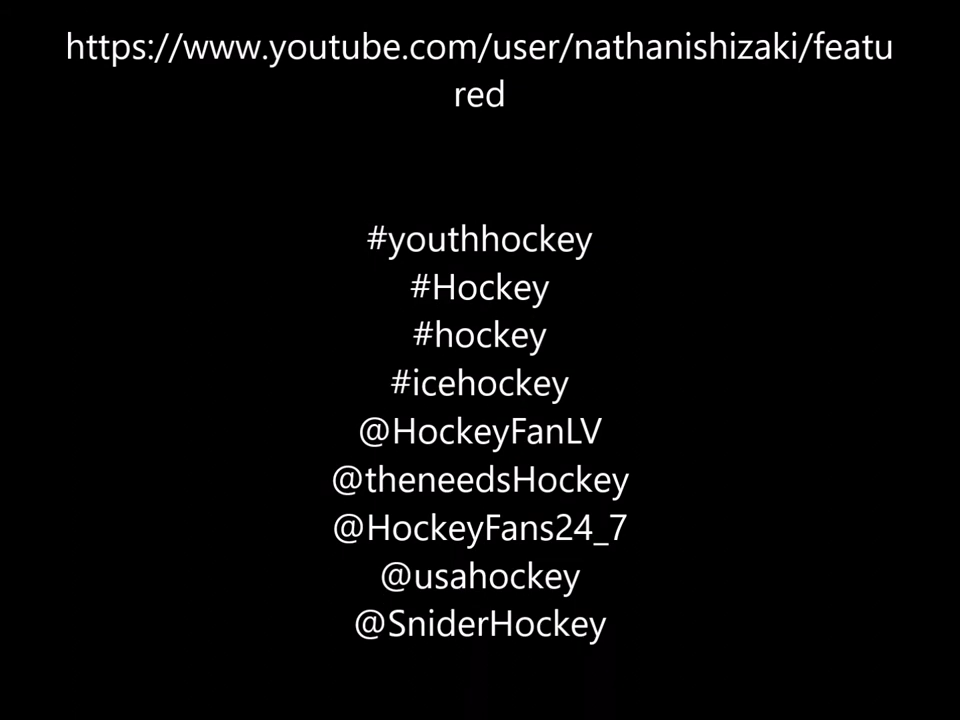 https://www.youtube.com/user/nathanishizaki/featu
red
#youthhockey
#Hockey
#hockey
#icehockey
@HockeyFanLV
@theneedsHockey
@HockeyFans24_7
@usahockey
@SniderHockey